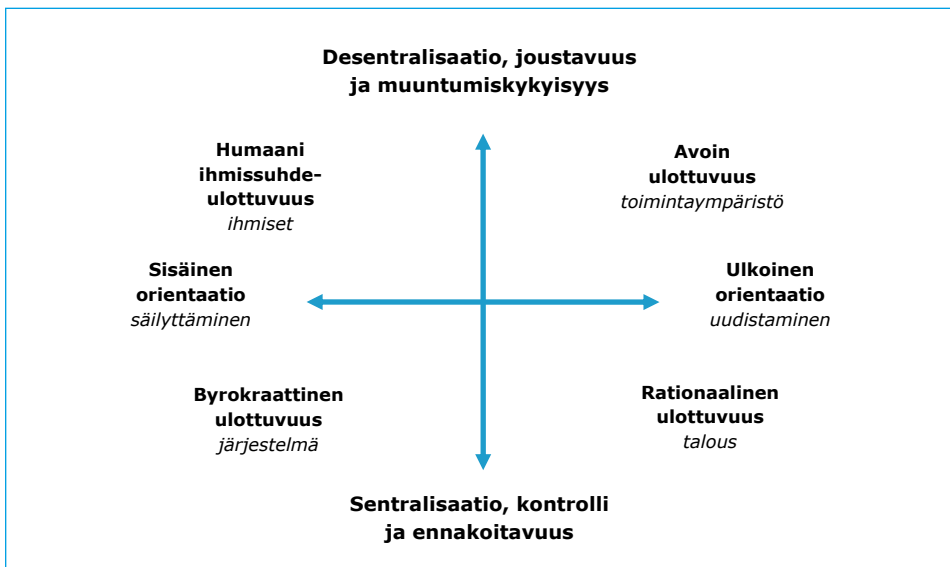 Desentralisaatio, joustavuus
ja muuntumiskykyisyys
Humaani
ihmissuhde-
ulottuvuus
ihmiset
Avoin
ulottuvuus
toimintaympäristö
Sisäinen
orientaatio
säilyttäminen
Ulkoinen
orientaatio
uudistaminen
Byrokraattinen
ulottuvuus
järjestelmä
Rationaalinen
ulottuvuus
talous
Sentralisaatio, kontrolli
ja ennakoitavuus